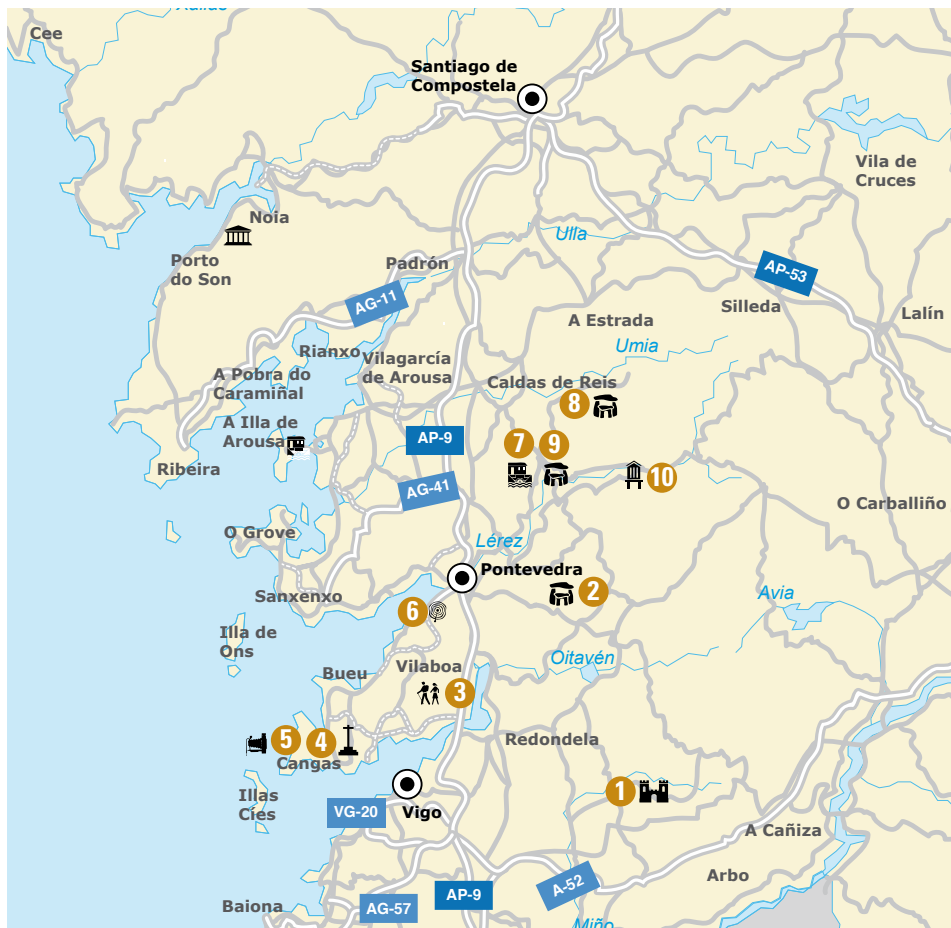 Xallas
Cee
Santiago de
Compostela
Vila de
Cruces
Noia
Ulla
Porto
do Son
Padrón
AP-53
AG-11
Silleda
Lalín
A Estrada
Rianxo
Umia
Vilagarcía
de Arousa
A Pobra do
Caramiñal
Caldas de Reis
8
A Illa de
Arousa
AP-9
7
9
Ribeira
10
AG-41
O Carballiño
O Grove
Lérez
Pontevedra
Sanxenxo
2
Avia
6
Illa de
Ons
Oitavén
Vilaboa
Bueu
3
5
4
Redondela
Cangas
Illas
Cíes
1
VG-20
Vigo
A Cañiza
Arbo
A-52
AP-9
AG-57
Baiona
Miño